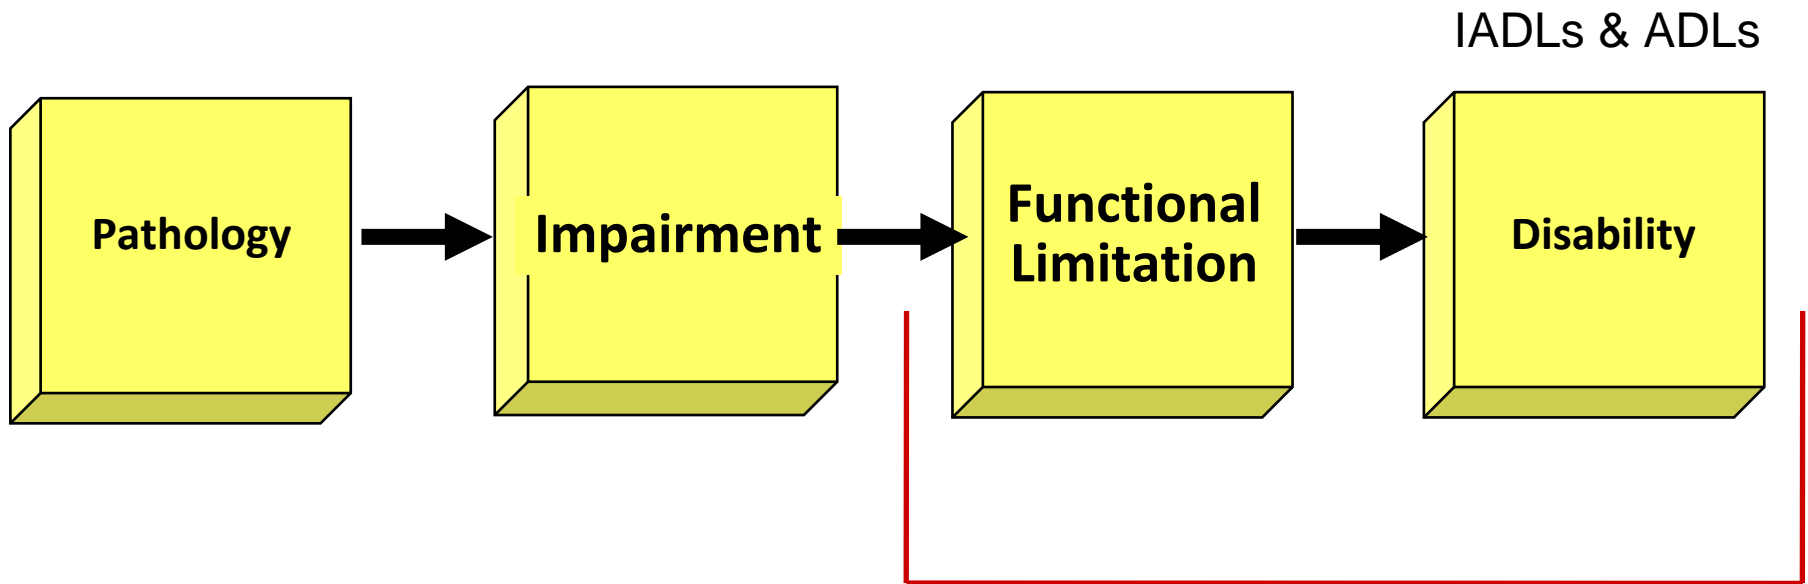 IADLs & ADLs
Pathology
Impairment
Functional
Limitation
Disability